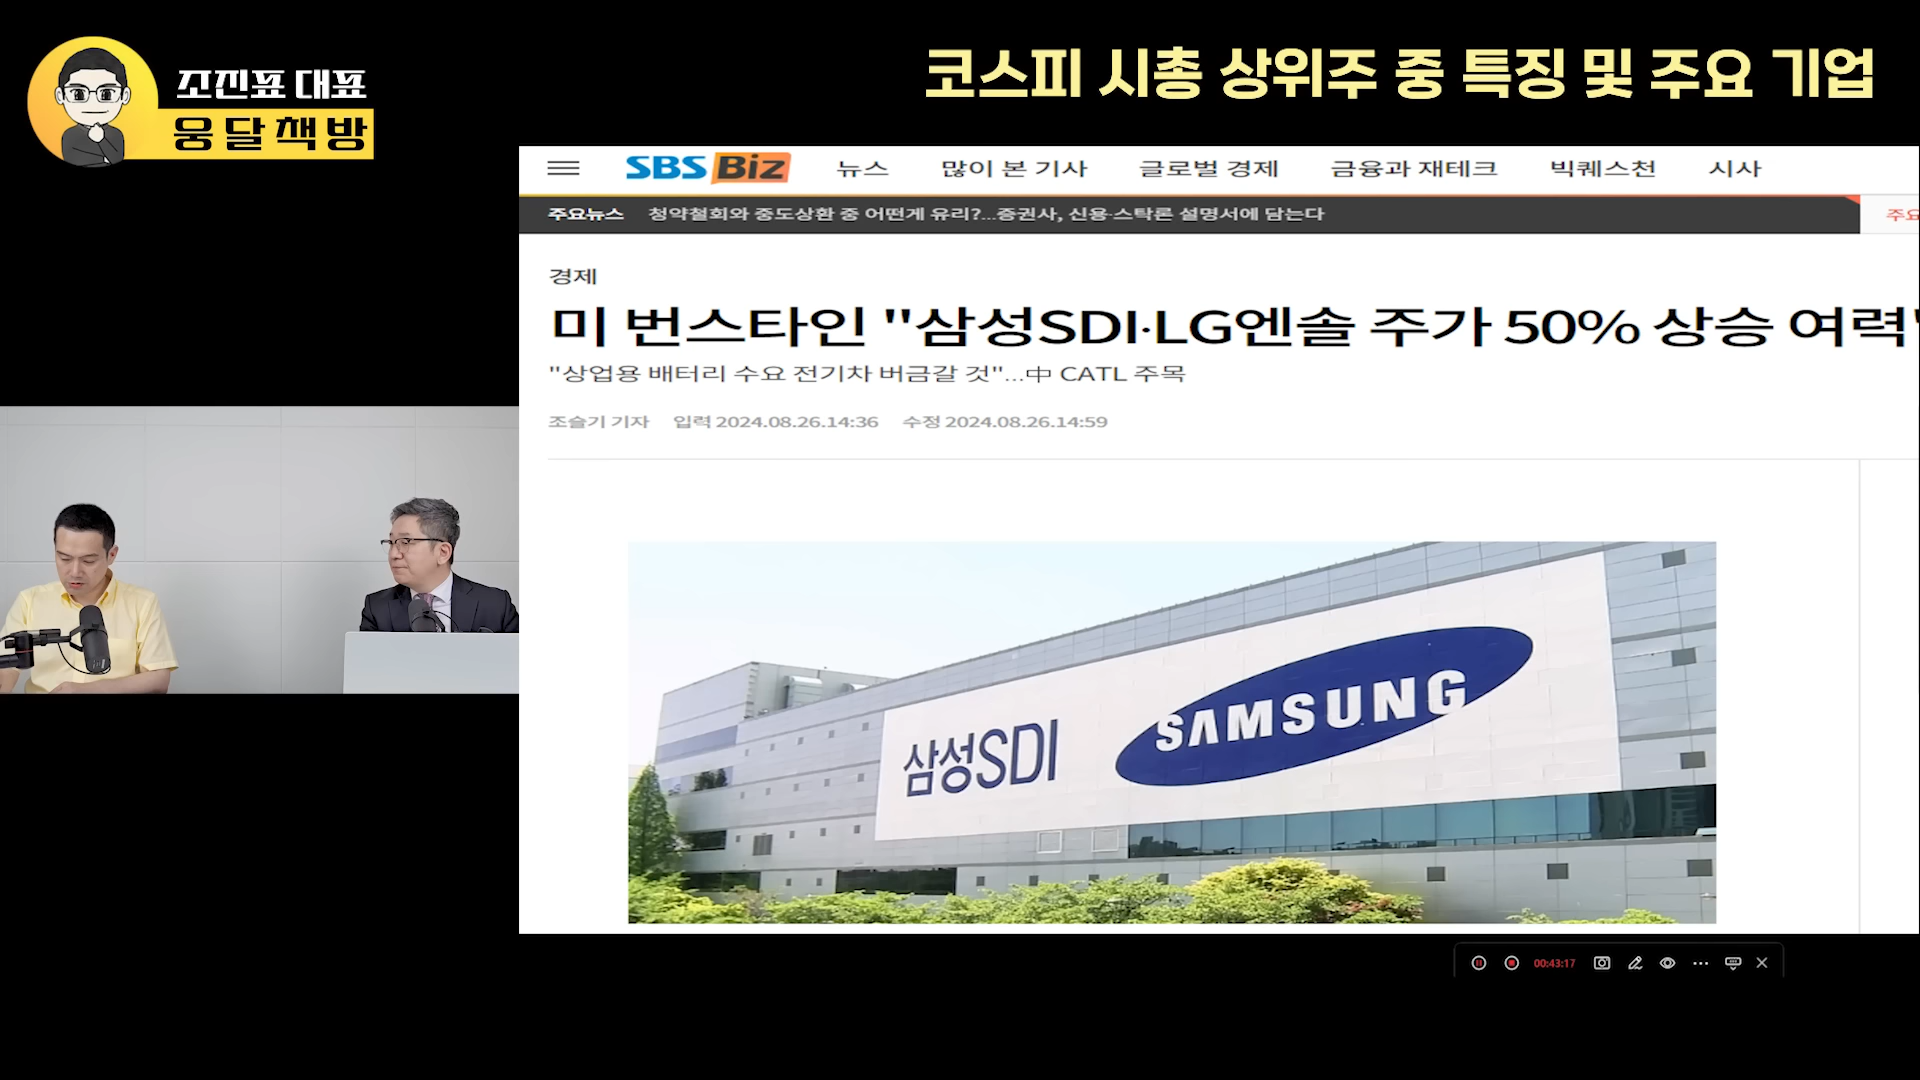 조진표 대표
웅달책방
코스피 시총 상위주 중 특징 및 주요 기업
SBS Biz 뉴스 많이 본 기사 글로벌 경제 금융과 재테크 빅퀘스천 시사
주요뉴스 청약철회와 중도상환 중 어떤게 유리?...증권사, 신용·스탁론 설명서에 담는다
주요
경제
미 번스타인 "삼성SDI·LG엔솔 주가 50% 상승 여력"
"상업용 배터리 수요 전기차 버금갈 것"...中 CATL 주목
조슬기 기자 입력 2024.08.26.14:36 수정 2024.08.26.14:59
삼성SDI SAMSUNG
00:43:17